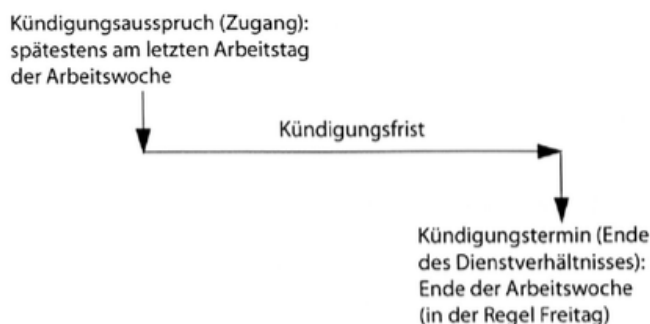 Kündigungsausspruch (Zugang):
spätestens am letzten Arbeitstag
der Arbeitswoche
Kündigungsfrist
Kündigungstermin (Ende
des Dienstverhältnisses):
Ende der Arbeitswoche
(in der Regel Freitag)